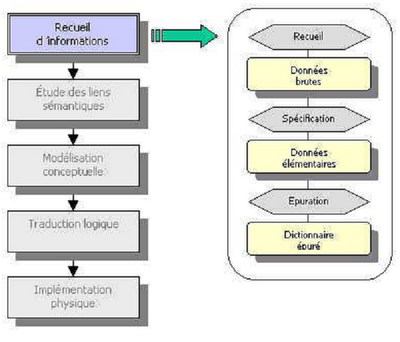 Recueil
d'informations
Étude des liens
sémantiques
Modélisation
conceptuelle
Traduction logique
Implémentation
physique
Recueil
Données
brutes
Spécification
Données
élémentaires
Epuration
Dictionnaire
épuré